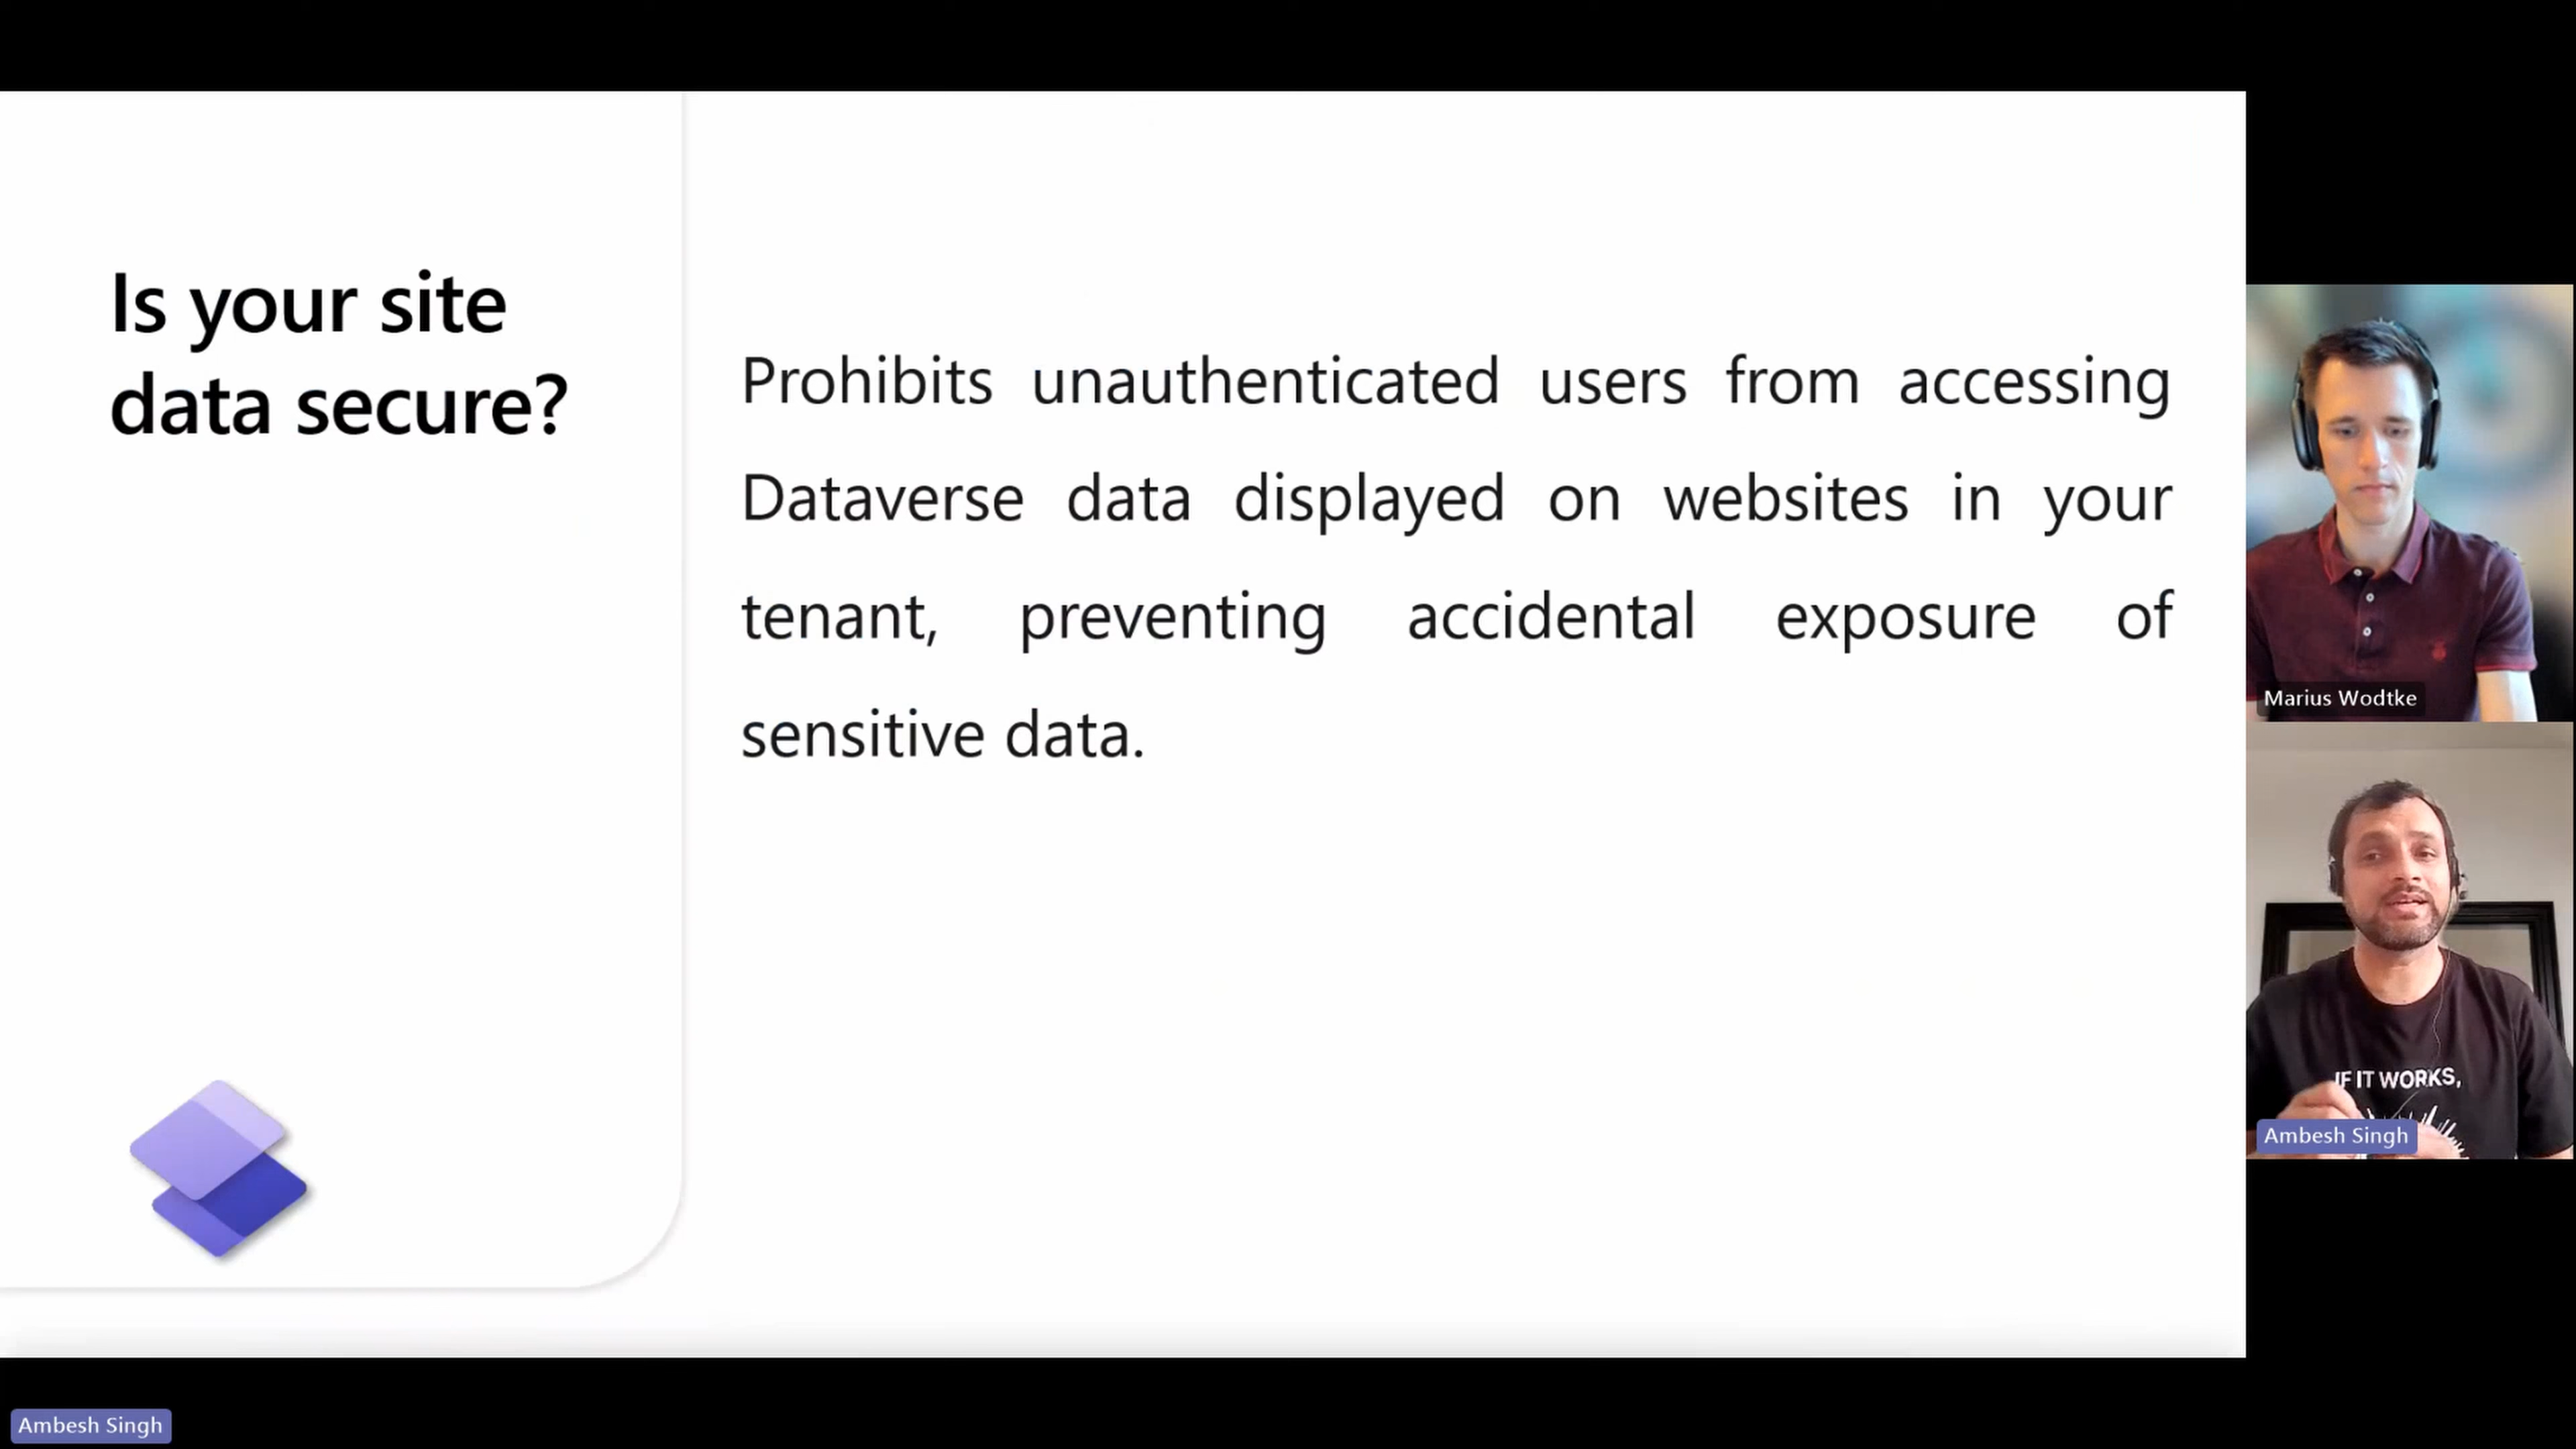 Is your site
data secure?
Prohibits unauthenticated users from accessing
Dataverse data displayed on websites in your
tenant, preventing accidental exposure of
sensitive data.
Marius Wodtke
IF IT WORKS,
Ambesh Singh
Ambesh Singh